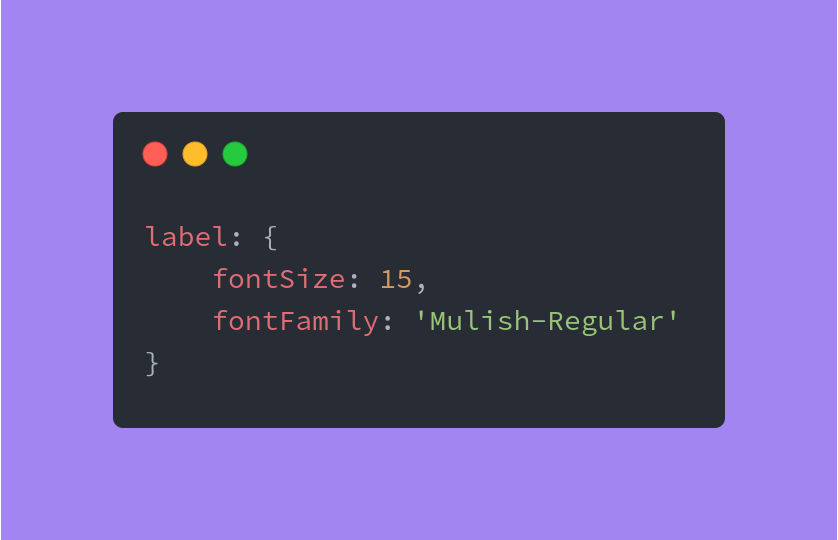 label: {
    fontSize: 15,
    fontFamily: 'Mulish-Regular'
}